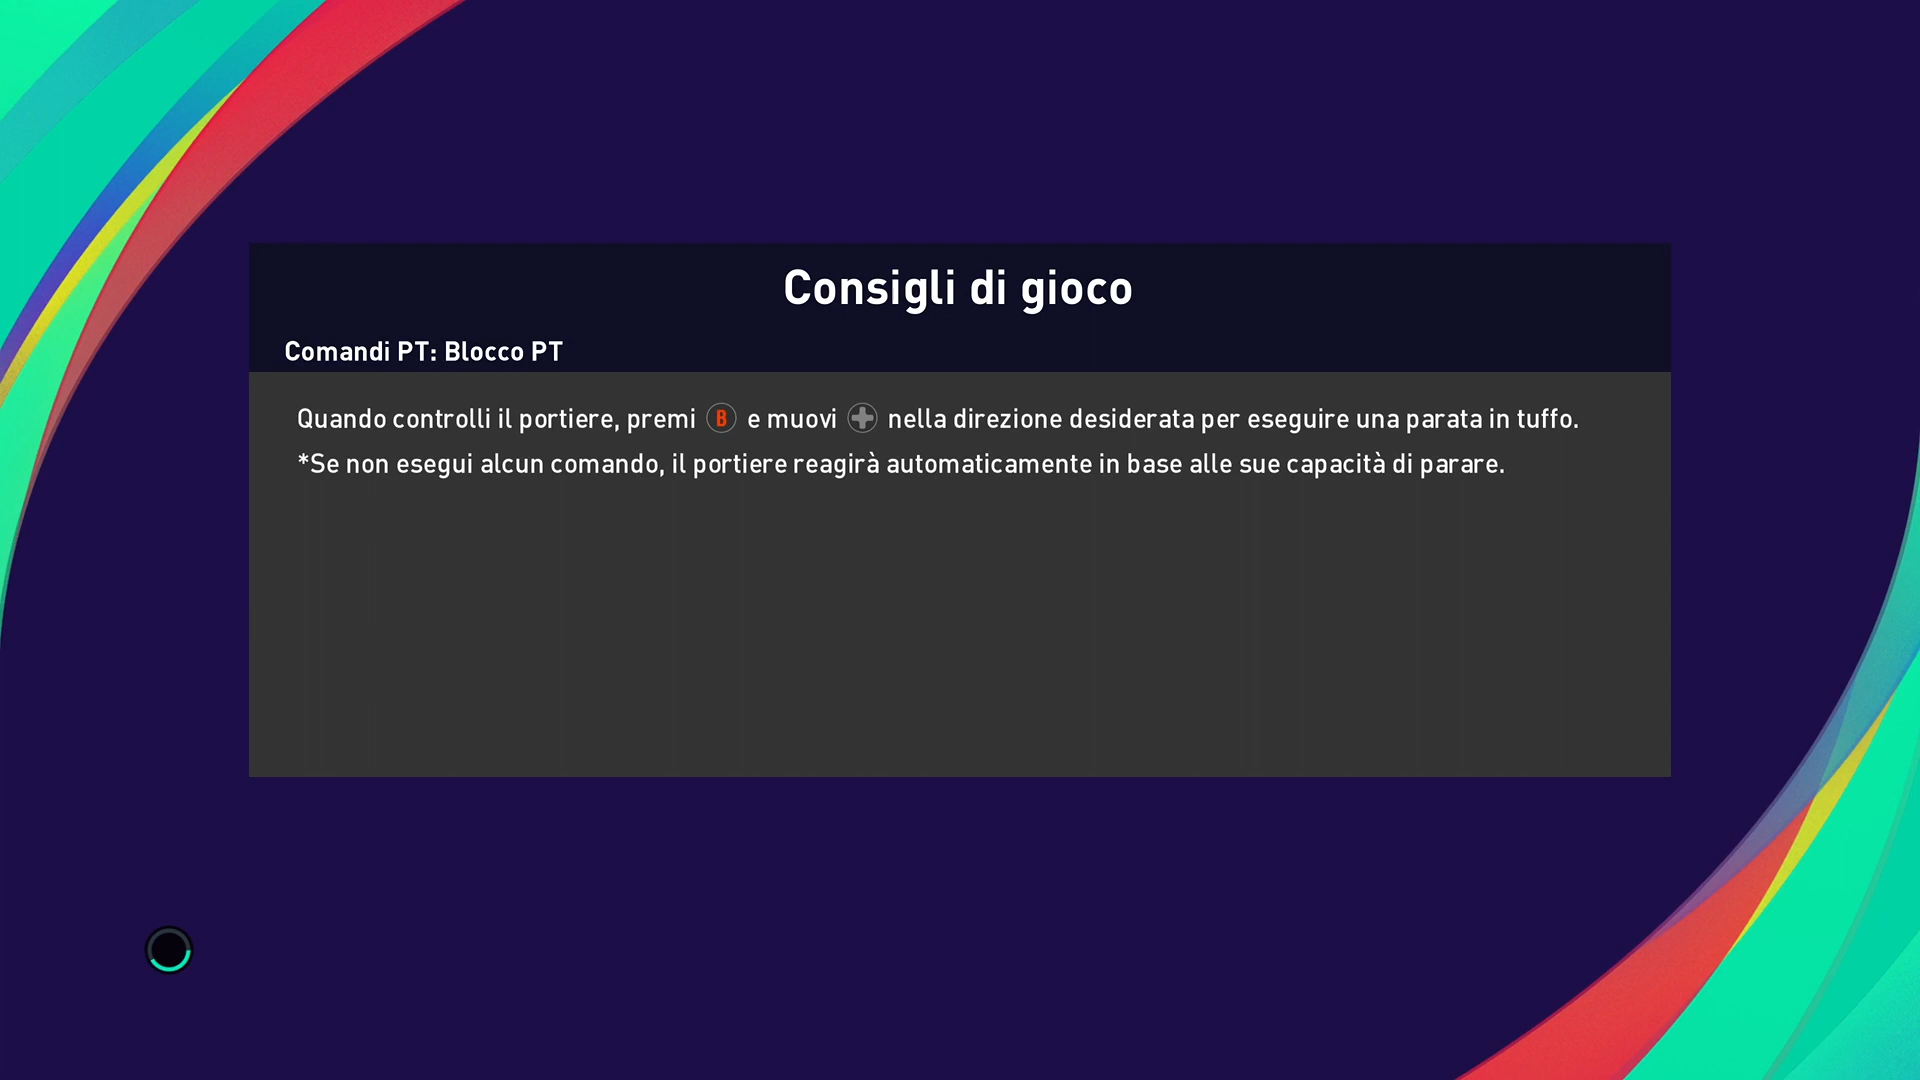 Consigli di gioco
Comandi PT: Blocco PT
Quando controlli il portiere, premi B e muovi nella direzione desiderata per eseguire una parata in tuffo.
*Se non esegui alcun comando, il portiere reagirà automaticamente in base alle sue capacità di parare.